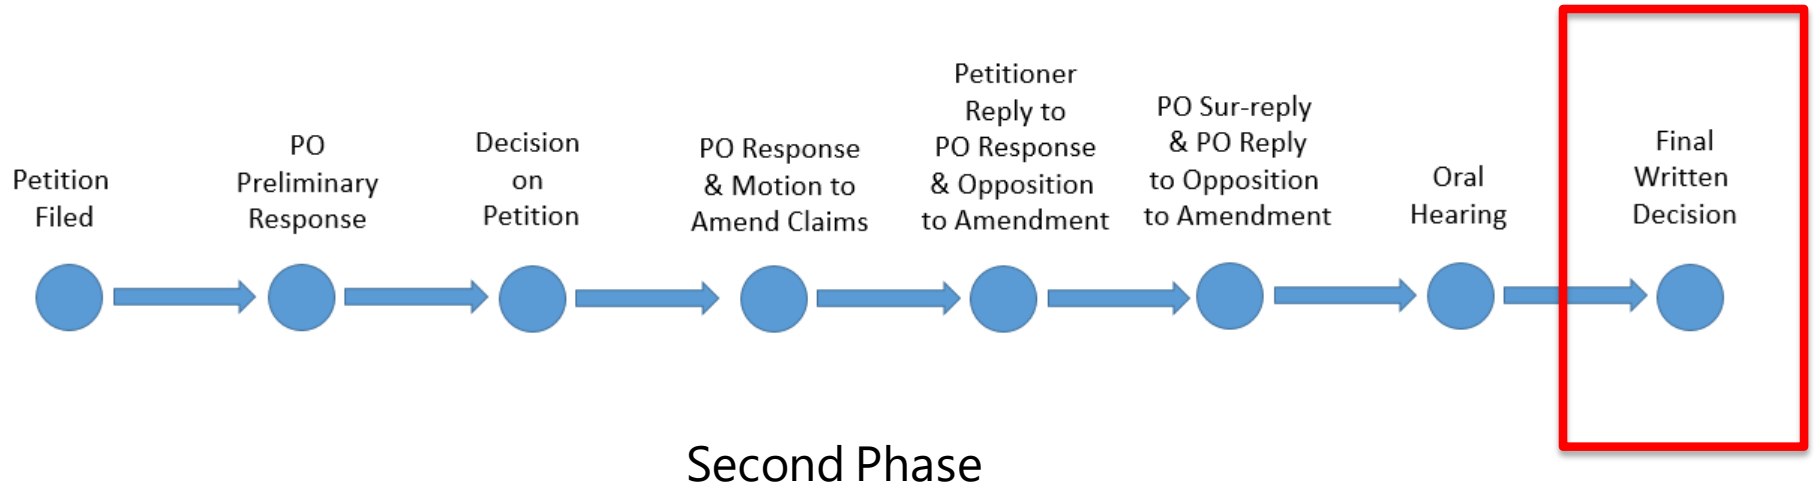 Petition
Filed
PO
Preliminary
Response
Decision
on
Petition
PO Response
& Motion to
Amend Claims
Petitioner
Reply to
PO Response
& Opposition
to Amendment
PO Sur-reply
& PO Reply
to Opposition
to Amendment
Oral
Hearing
Final
Written
Decision
Second Phase